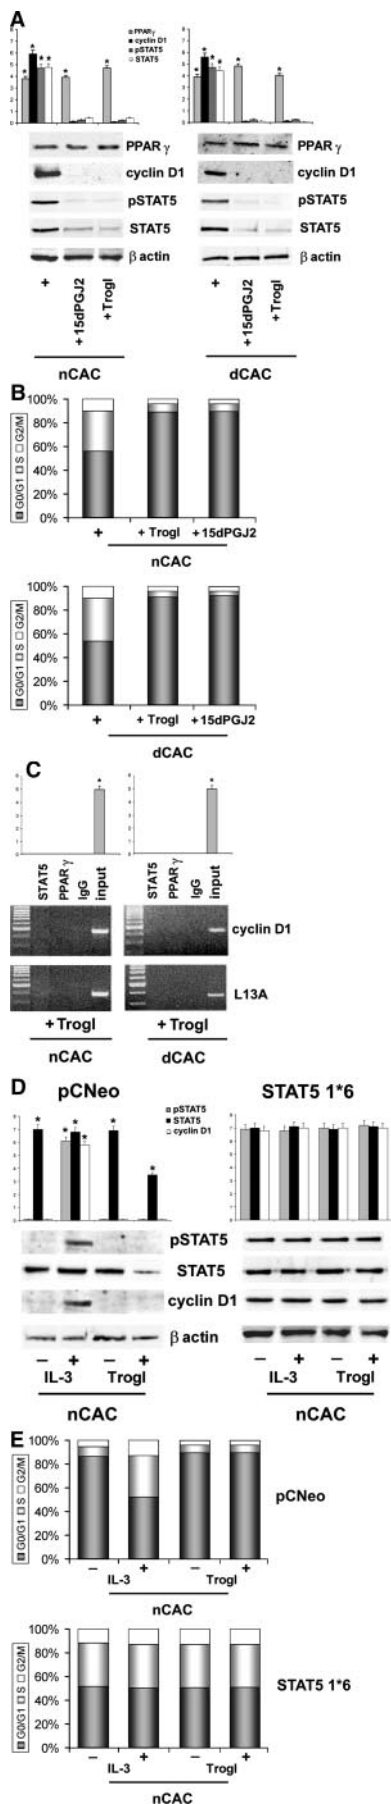 A
PPARγ
cyclin D1
pSTAT5
STAT5
PPAR γ
cyclin D1
pSTAT5
STAT5
β actin
PPAR γ
cyclin D1
pSTAT5
STAT5
β actin
+
+15dPGJ2
+Trogl
+
+15dPGJ2
+Trogl
nCAC
dCAC
B
G0/G1 S G2/M
100%
80%
60%
40%
20%
0%
+ + Trogl +15dPGJ2
nCAC
G0/G1 S G2/M
100%
80%
60%
40%
20%
0%
+ + Trogl +15dPGJ2
dCAC
C
STAT5
PPAR γ
IgG
input
STAT5
PPAR γ
IgG
input
cyclin D1
L13A
+ Trogl
+ Trogl
nCAC
dCAC
D
pCNeo
STAT5 1*6
pSTAT5
STAT5
cyclin D1
pSTAT5
STAT5
cyclin D1
β actin
− + − +
− + − +
IL-3 Trogl
IL-3 Trogl
nCAC
nCAC
E
G0/G1 S G2/M
100%
80%
60%
40%
20%
0%
pCNeo
− + − +
IL-3 Trogl
nCAC
G0/G1 S G2/M
100%
80%
60%
40%
20%
0%
STAT5 1*6
− + − +
IL-3 Trogl
nCAC